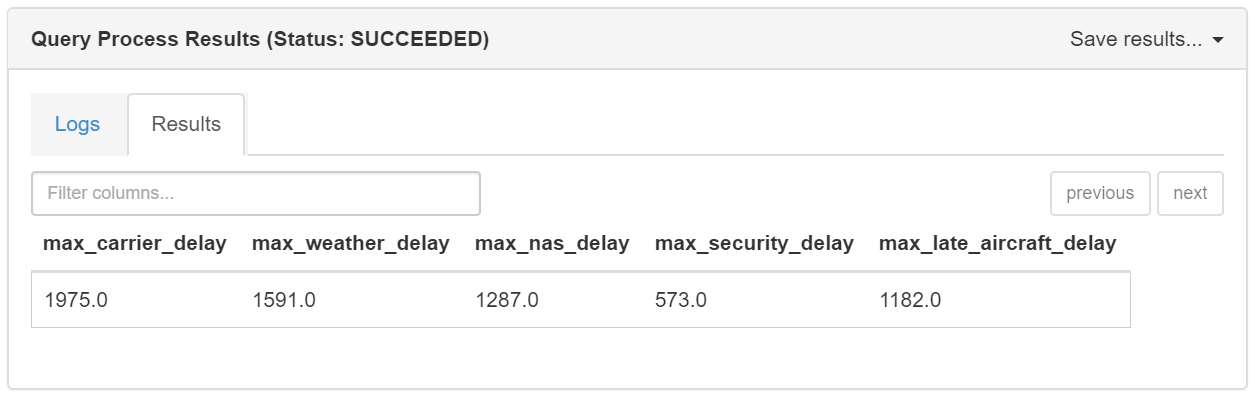 Query Process Results (Status: SUCCEEDED) Save results...
Logs Results
Filter columns... previous next
max_carrier_delay max_weather_delay max_nas_delay max_security_delay max_late_aircraft_delay
1975.0 1591.0 1287.0 573.0 1182.0